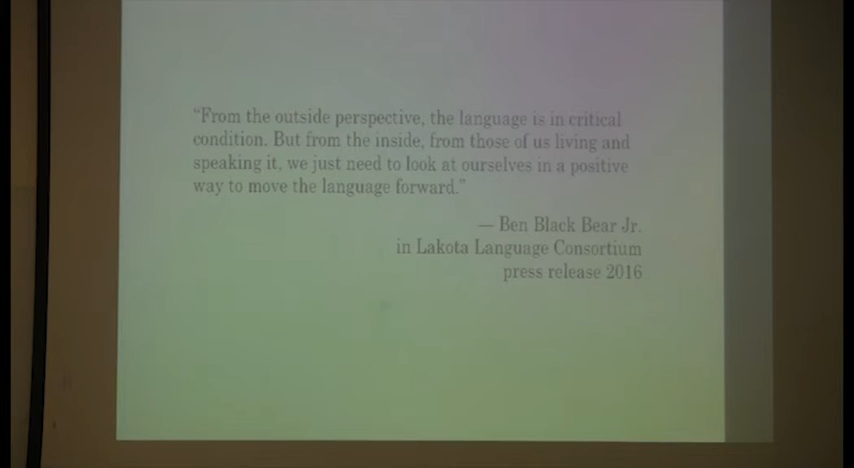 “From the outside perspective, the language is in critical
condition. But from the inside, from those of us living and
speaking it, we just need to look at ourselves in a positive
way to move the language forward.”
— Ben Black Bear Jr.
in Lakota Language Consortium
press release 2016